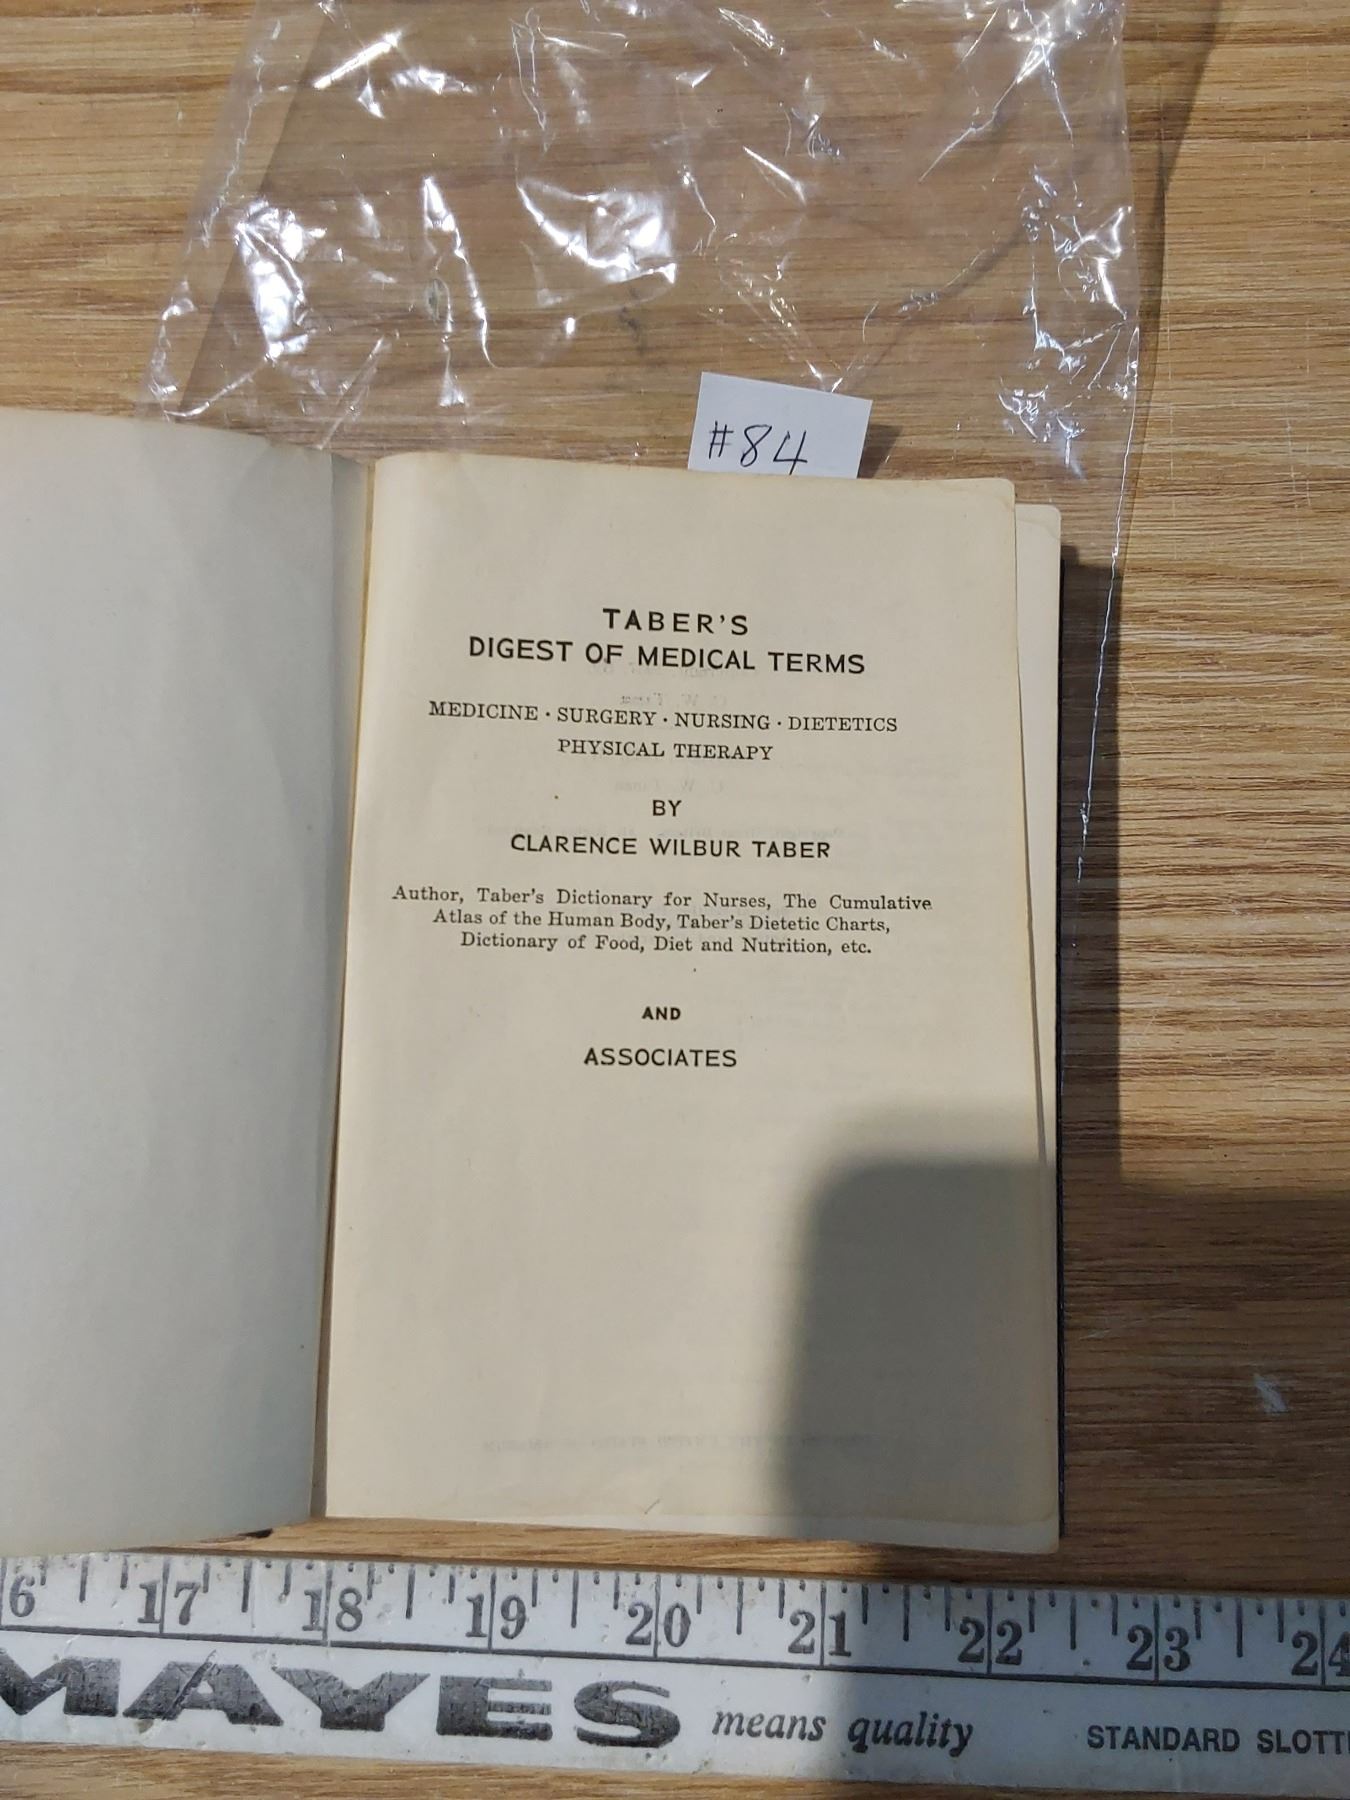 #84
TABER'S
DIGEST OF MEDICAL TERMS
MEDICINE · SURGERY · NURSING · DIETETICS
PHYSICAL THERAPY
BY
CLARENCE WILBUR TABER
Author, Taber's Dictionary for Nurses, The Cumulative
Atlas of the Human Body, Taber's Dietetic Charts,
Dictionary of Food, Diet and Nutrition, etc.
AND
ASSOCIATES
6 17 18 19 20 21 22 23 24
MAYES means quality STANDARD SLOTT